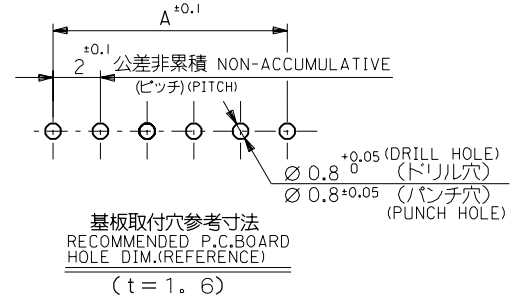 A ±0.1
2 ±0.1 公差非累積 NON-ACCUMULATIVE
(ピッチ)(PITCH)
∅ 0.8 +0.05 0 (DRILL HOLE)
(ドリル穴)
∅ 0.8 ±0.05 (パンチ穴)
(PUNCH HOLE)
基板取付穴参考寸法
RECOMMENDED P.C.BOARD
HOLE DIM.(REFERENCE)
(t=1。6)